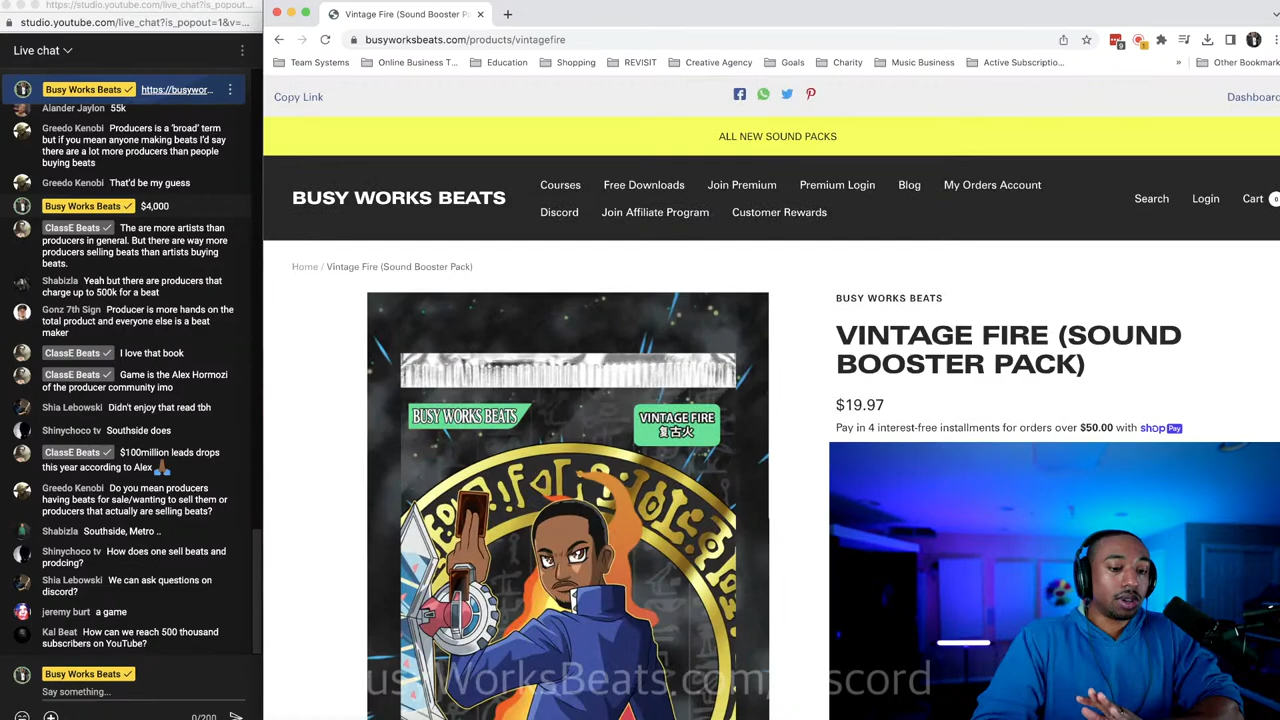 https://studio.youtube.com/live_chat?is_popout=1&v=...
studio.youtube.com/live_chat?is_popout=1&v=...
Live chat
Busy Works Beats https://busywor...
Alander Jaylon 55k
Greedo Kenobi Producers is a 'broad' term
but if you mean anyone making beats I'd say
there are a lot more producers than people
buying beats
Greedo Kenobi That'd be my guess
Busy Works Beats $4,000
ClassE Beats The are more artists than
producers in general. But there are way more
producers selling beats than artists buying
beats.
Shabizla Yeah but there are producers that
charge up to 500k for a beat
Gonz 7th Sign Producer is more hands on the
total product and everyone else is a beat
maker
ClassE Beats I love that book
ClassE Beats Game is the Alex Hormozi
of the producer community imo
Shia Lebowski Didn't enjoy that read tbh
Shinychoco tv Southside does
ClassE Beats $100million leads drops
this year according to Alex
Greedo Kenobi Do you mean producers
having beats for sale/wanting to sell them or
producers that actually are selling beats?
Shabizla Southside, Metro ..
Shinychoco tv How does one sell beats and
prodcing?
Shia Lebowski We can ask questions on
discord?
jeremy burt a game
Kal Beat How can we reach 500 thousand
subscribers on YouTube?
Busy Works Beats
Say something...
0/200
Vintage Fire (Sound Booster P
busyworksbeats.com/products/vintagefire
Team Systems Online Business T... Education Shopping REVISIT Creative Agency Goals Charity Music Business Active Subscriptio... » Other Bookmark
Copy Link
Dashboard
ALL NEW SOUND PACKS
BUSY WORKS BEATS
Courses Free Downloads Join Premium Premium Login Blog My Orders Account
Discord Join Affiliate Program Customer Rewards
Search Login Cart 0
Home / Vintage Fire (Sound Booster Pack)
BUSY WORKS BEATS
VINTAGE FIRE
复古火
BUSY WORKS BEATS
VINTAGE FIRE (SOUND
BOOSTER PACK)
$19.97
Pay in 4 interest-free installments for orders over $50.00 with shop Pay
usyWorksBeats.com/Discord